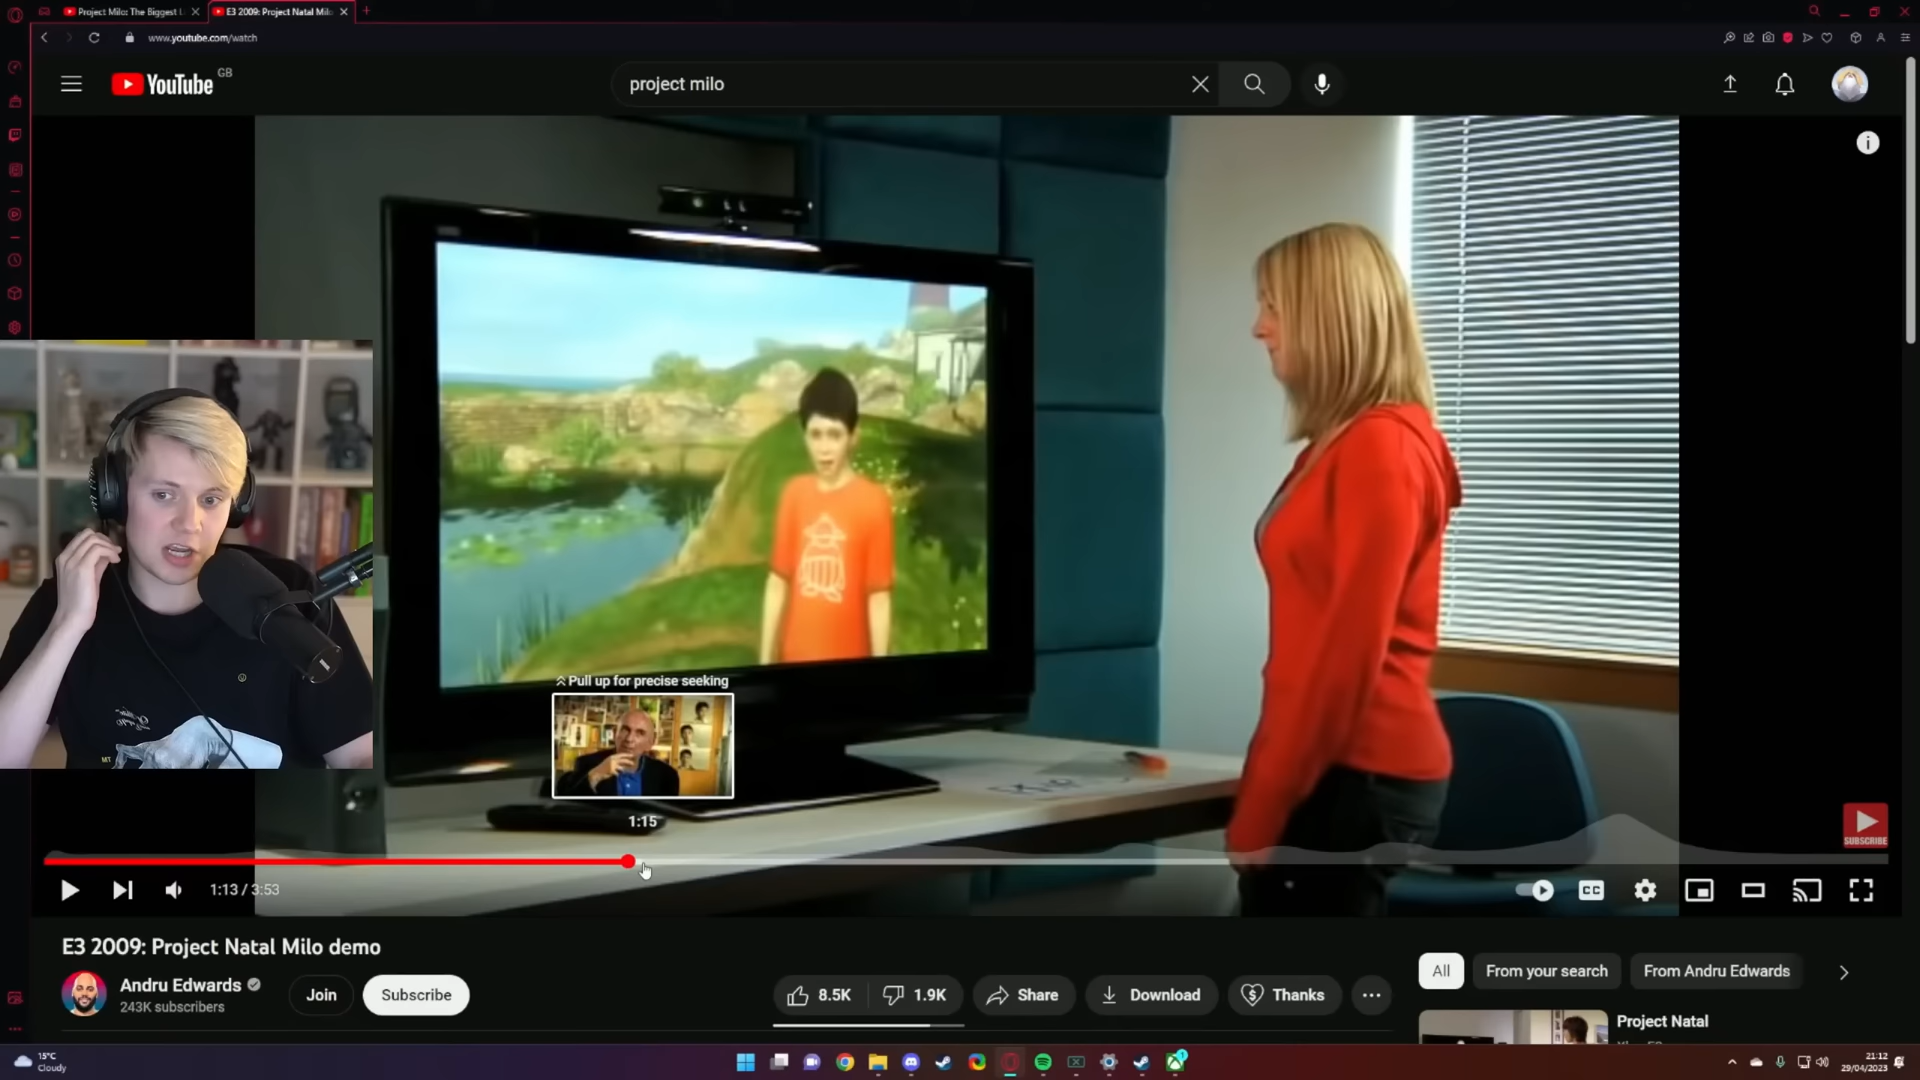 Project Milo: The Biggest L
E3 2009: Project Natal Mil
www.youtube.com/watch
YouTube GB
project milo
Pull up for precise seeking
1:15
SUBSCRIBE
1:13 / 3:53
CC
E3 2009: Project Natal Milo demo
Andru Edwards
243K subscribers
Join
Subscribe
8.5K
1.9K
Share
Download
Thanks
All
From your search
From Andru Edwards
Project Natal
15°C
Cloudy
21:12
29/04/2023